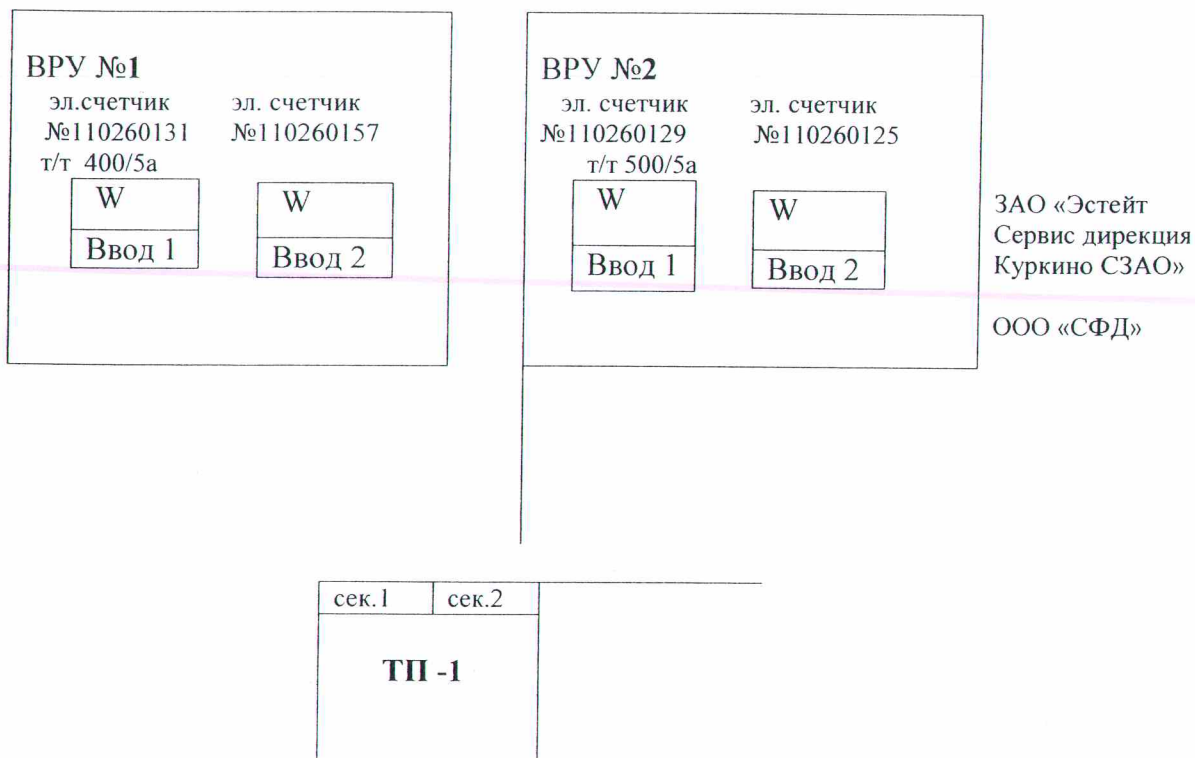 ВРУ №1
эл.счетчик
№110260131
т/т 400/5а
эл. счетчик
№110260157
W
Ввод 1
W
Ввод 2
ВРУ №2
эл. счетчик
№110260129
т/т 500/5а
эл. счетчик
№110260125
W
Ввод 1
W
Ввод 2
ЗАО «Эстейт
Сервис дирекция
Куркино СЗАО»
ООО «СФД»
сек.1
сек.2
ТП -1